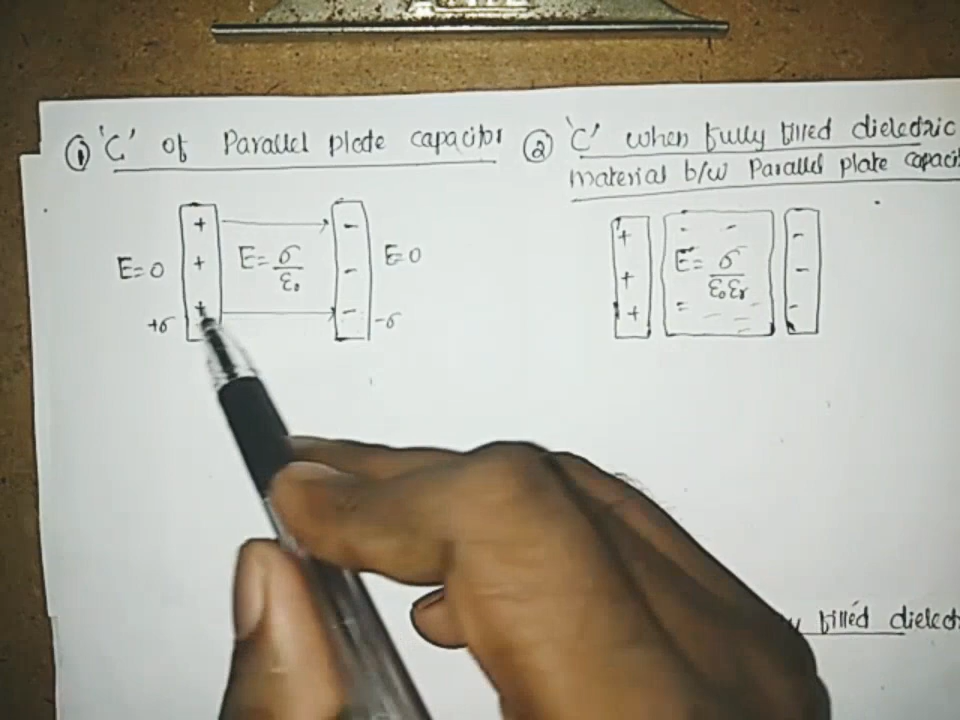 ① 'C' of Parallel plate capacitor
② 'C' when fully filled dielectric
material b/w Parallel plate capaci
+ - + -
E=0 + E=σ/ε₀ - E=0 + E=σ/ε₀εᵣ -
+σ + - -σ + -
filled dielect